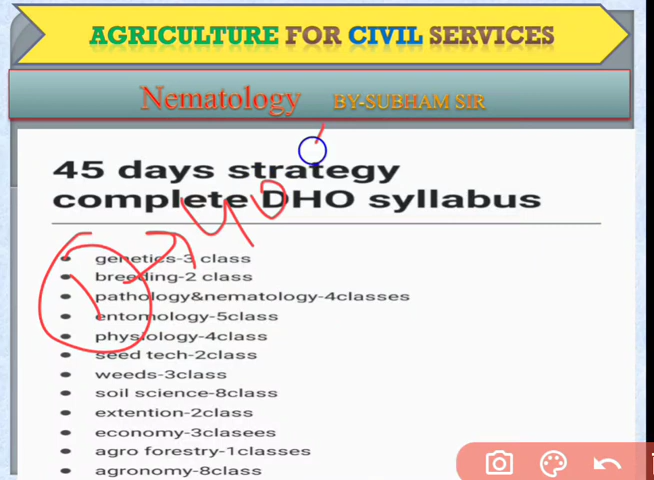 AGRICULTURE FOR CIVIL SERVICES
Nematology BY-SUBHAM SIR
45 days strategy
complete DHO syllabus
genetics-3 class
breeding-2 class
pathology&nematology-4classes
entomology-5class
physiology-4class
seed tech-2class
weeds-3class
soil science-8class
extention-2class
economy-3clasees
agro forestry-1classes
agronomy-8class